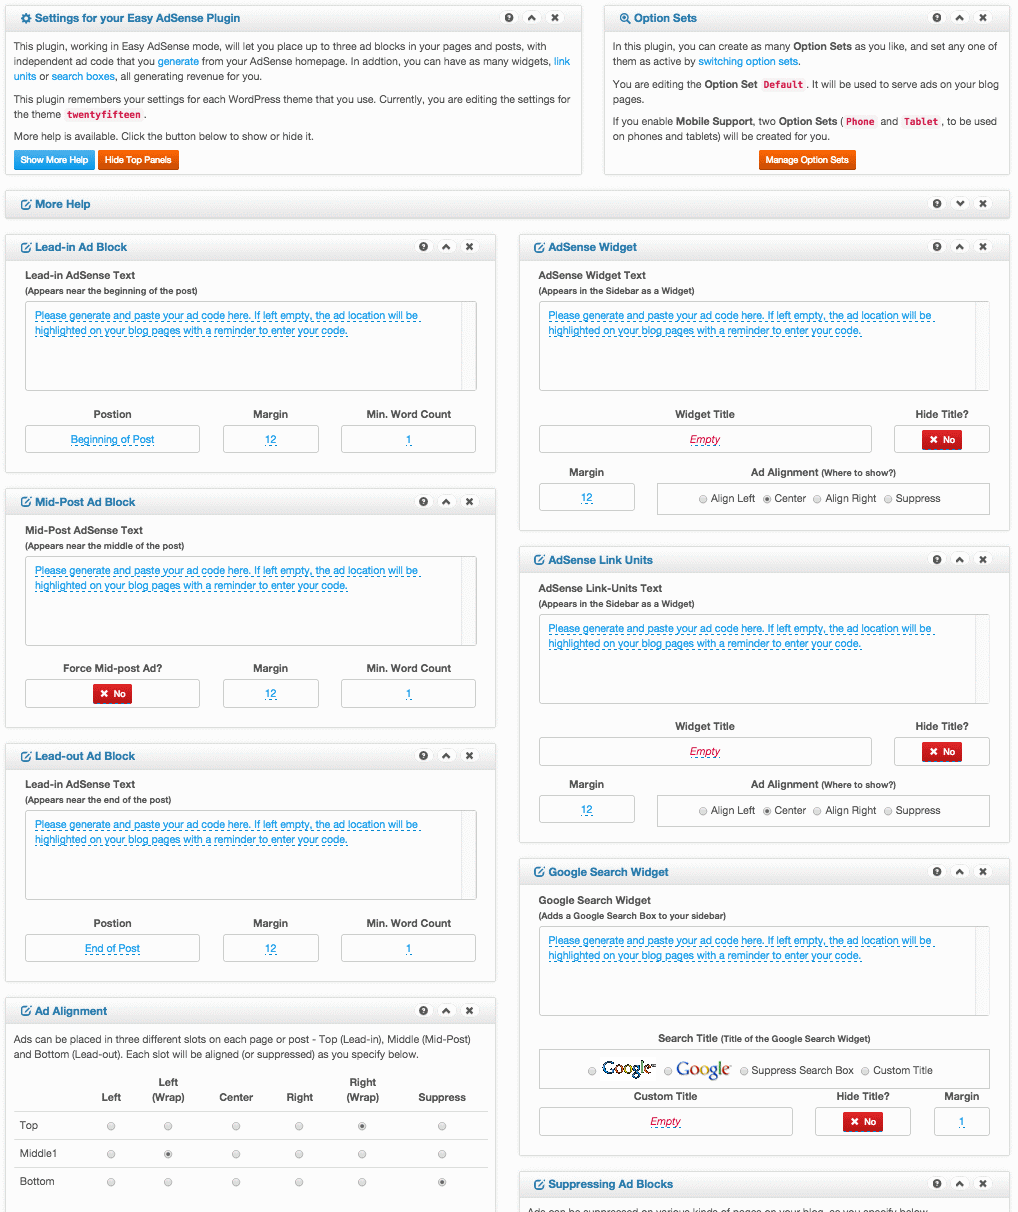 Settings for your Easy AdSense Plugin
This plugin, working in Easy AdSense mode, will let you place up to three ad blocks in your pages and posts, with
independent ad code that you generate from your AdSense homepage. In addtion, you can have as many widgets, link
units or search boxes, all generating revenue for you.
This plugin remembers your settings for each WordPress theme that you use. Currently, you are editing the settings for
the theme twentyfifteen.
More help is available. Click the button below to show or hide it.
Show More Help Hide Top Panels
Option Sets
In this plugin, you can create as many Option Sets as you like, and set any one of
them as active by switching option sets.
You are editing the Option Set Default. It will be used to serve ads on your blog
pages.
If you enable Mobile Support, two Option Sets (Phone and Tablet, to be used
on phones and tablets) will be created for you.
Manage Option Sets
More Help
Lead-in Ad Block
Lead-in AdSense Text
(Appears near the beginning of the post)
Please generate and paste your ad code here. If left empty, the ad location will be
highlighted on your blog pages with a reminder to enter your code.
Postion Margin Min. Word Count
Beginning of Post 12 1
Mid-Post Ad Block
Mid-Post AdSense Text
(Appears near the middle of the post)
Please generate and paste your ad code here. If left empty, the ad location will be
highlighted on your blog pages with a reminder to enter your code.
Force Mid-post Ad? Margin Min. Word Count
No 12 1
Lead-out Ad Block
Lead-in AdSense Text
(Appears near the end of the post)
Please generate and paste your ad code here. If left empty, the ad location will be
highlighted on your blog pages with a reminder to enter your code.
Postion Margin Min. Word Count
End of Post 12 1
Ad Alignment
Ads can be placed in three different slots on each page or post - Top (Lead-in), Middle (Mid-Post)
and Bottom (Lead-out). Each slot will be aligned (or suppressed) as you specify below.
Left Left (Wrap) Center Right Right (Wrap) Suppress
Top
Middle1
Bottom
AdSense Widget
AdSense Widget Text
(Appears in the Sidebar as a Widget)
Please generate and paste your ad code here. If left empty, the ad location will be
highlighted on your blog pages with a reminder to enter your code.
Widget Title Hide Title?
Empty No
Margin Ad Alignment (Where to show?)
12 Align Left Center Align Right Suppress
AdSense Link Units
AdSense Link-Units Text
(Appears in the Sidebar as a Widget)
Please generate and paste your ad code here. If left empty, the ad location will be
highlighted on your blog pages with a reminder to enter your code.
Widget Title Hide Title?
Empty No
Margin Ad Alignment (Where to show?)
12 Align Left Center Align Right Suppress
Google Search Widget
Google Search Widget
(Adds a Google Search Box to your sidebar)
Please generate and paste your ad code here. If left empty, the ad location will be
highlighted on your blog pages with a reminder to enter your code.
Search Title (Title of the Google Search Widget)
Google Google Suppress Search Box Custom Title
Custom Title Hide Title? Margin
Empty No 1
Suppressing Ad Blocks
Ads can be suppressed on various kinds of pages on your blog, as you specify below.